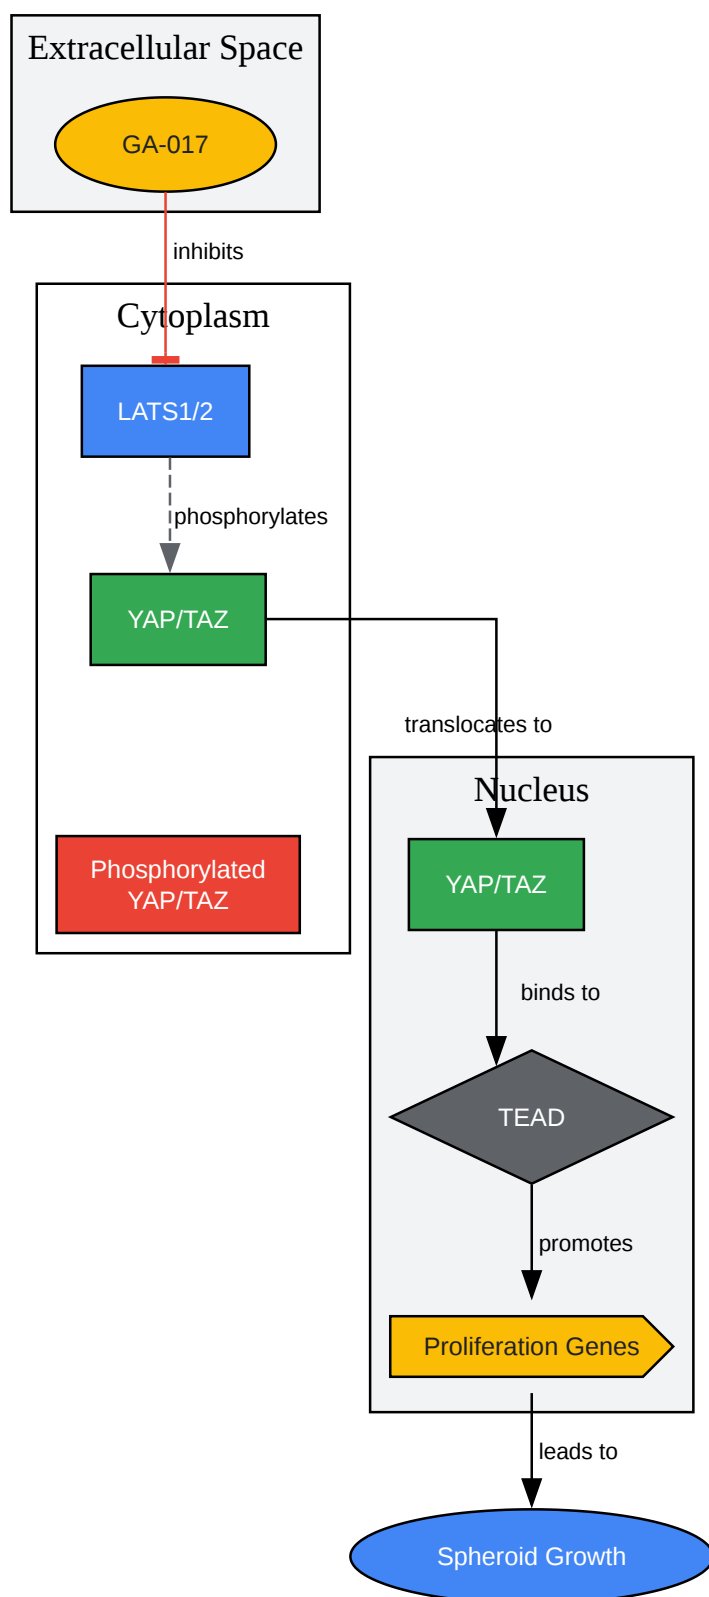 Extracellular Space
GA-017
inhibits
Cytoplasm
LATS1/2
phosphorylates
YAP/TAZ
translocates to
Nucleus
Phosphorylated
YAP/TAZ
YAP/TAZ
binds to
TEAD
promotes
Proliferation Genes
leads to
Spheroid Growth